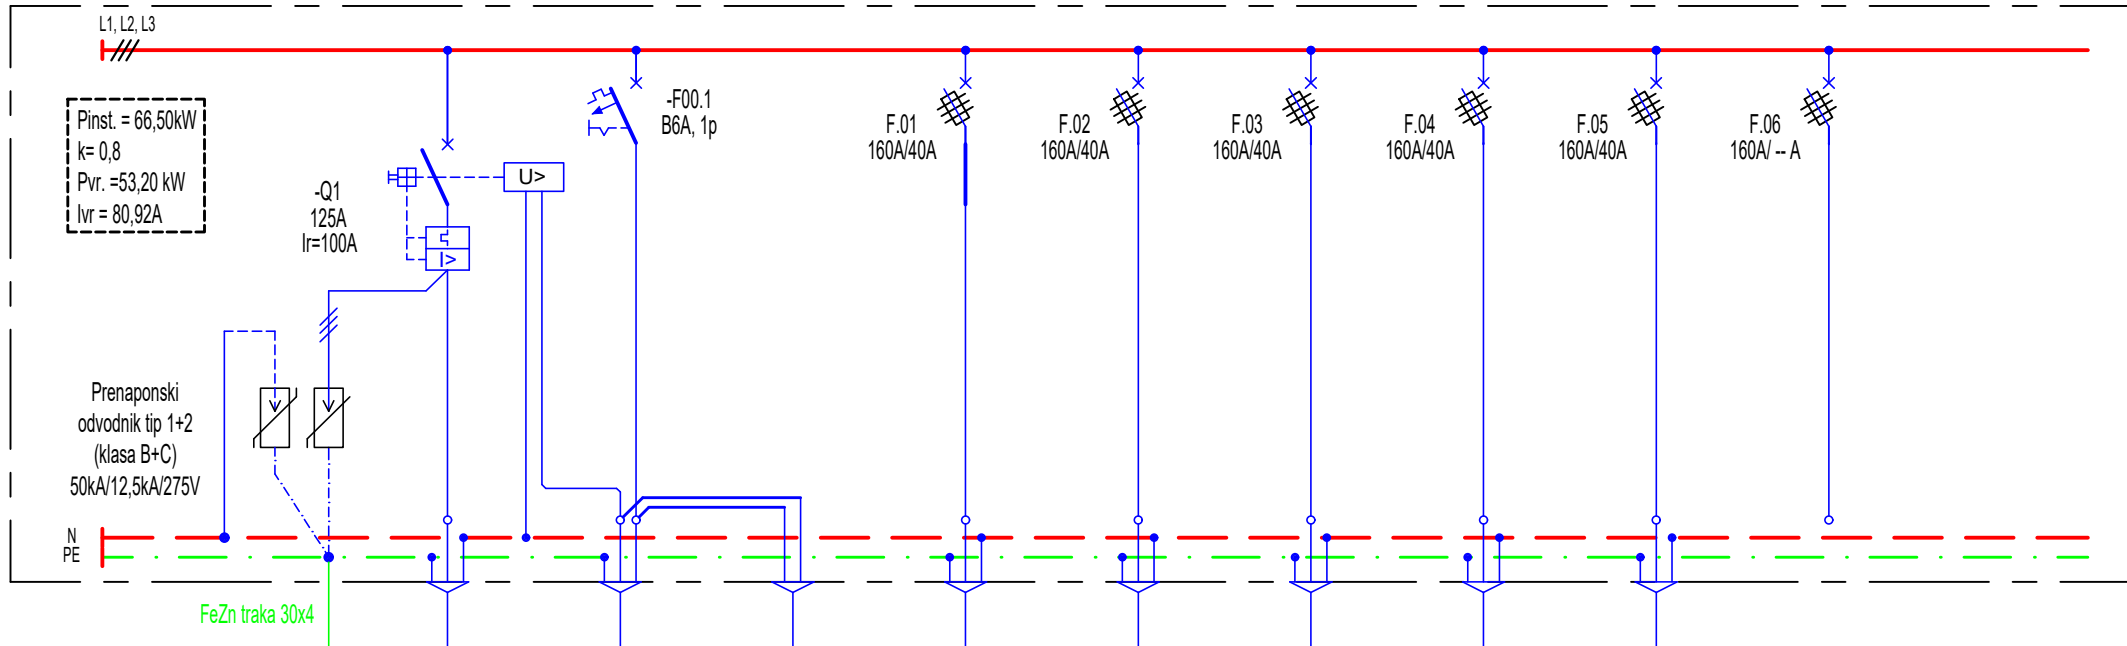 L1, L2, L3
Pinst. = 66,50kW
k= 0,8
Pvr. =53,20 kW
Ivr = 80,92A
-Q1
125A
Ir=100A
U>
I>
-F00.1
B6A, 1p
F.01
160A/40A
F.02
160A/40A
F.03
160A/40A
F.04
160A/40A
F.05
160A/40A
F.06
160A/ -- A
Prenaponski
odvodnik tip 1+2
(klasa B+C)
50kA/12,5kA/275V
N
PE
FeZn traka 30x4